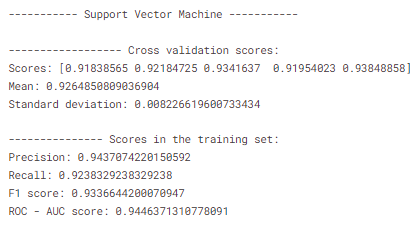 ----------- Support Vector Machine -----------
------------------ Cross validation scores:
Scores: [0.91838565 0.92184725 0.9341637  0.91954023 0.93848858]
Mean: 0.9264850809036904
Standard deviation: 0.008226619600733434
--------------- Scores in the training set:
Precision: 0.9437074220150592
Recall: 0.9238329238329238
F1 score: 0.9336644200070947
ROC - AUC score: 0.9446371310778091